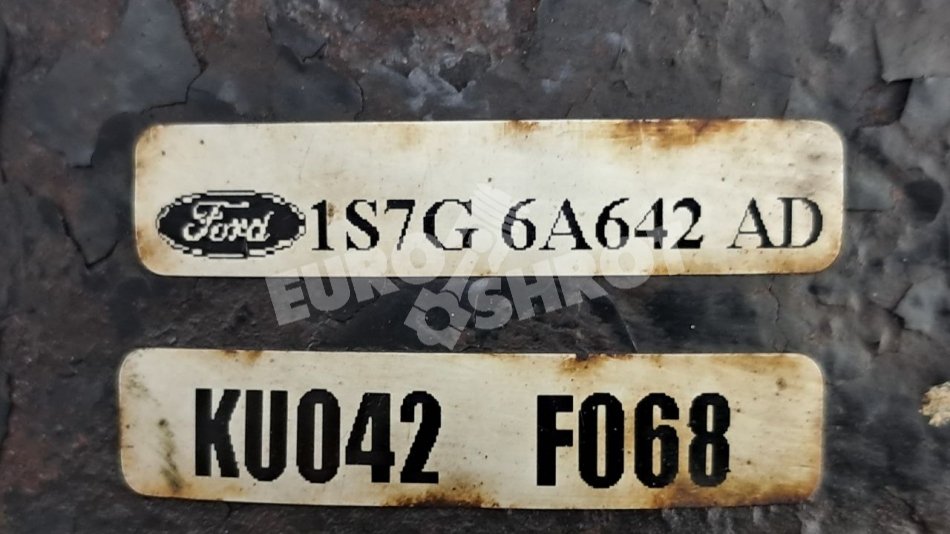 Ford 1S7G 6A642 AD
EURO
SHROT
KU042 F068